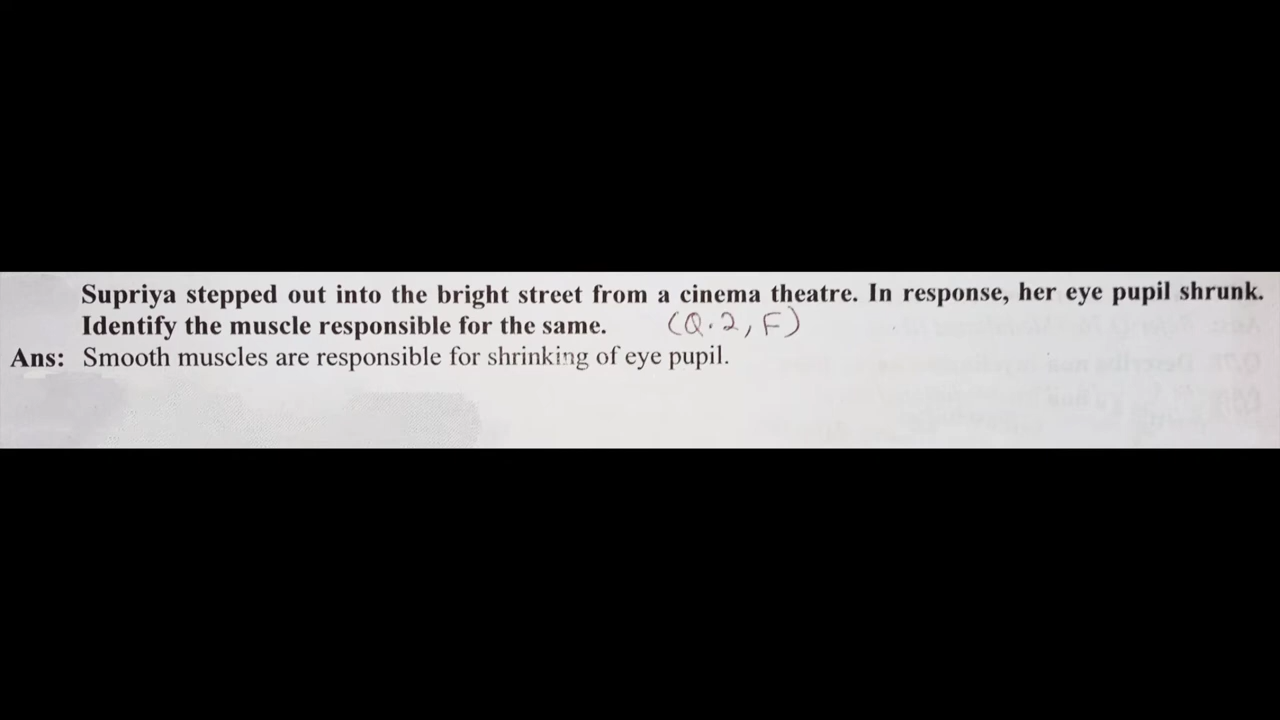 Supriya stepped out into the bright street from a cinema theatre. In response, her eye pupil shrunk.
Identify the muscle responsible for the same. (Q.2, F)
Ans: Smooth muscles are responsible for shrinking of eye pupil.